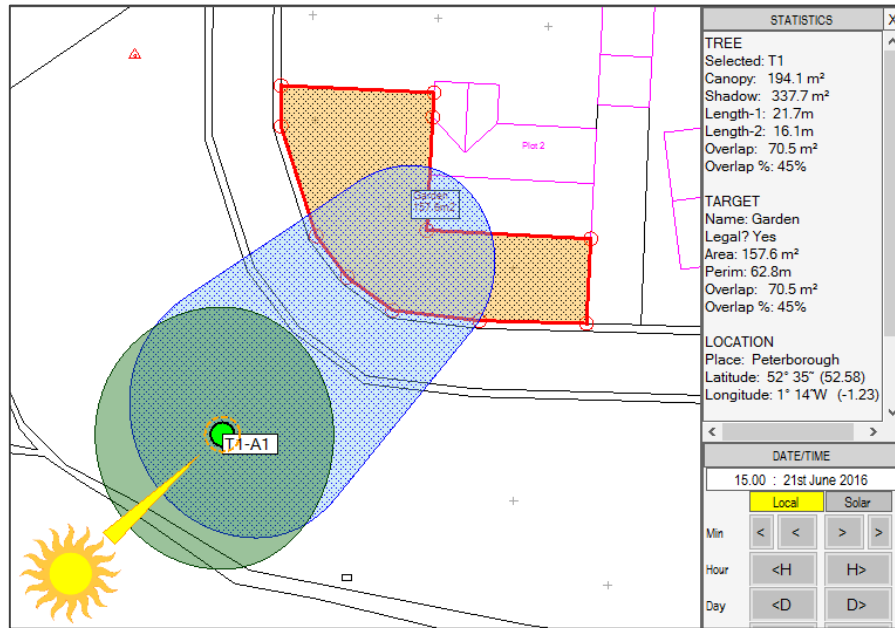 STATISTICS X
TREE
Selected: T1
Canopy: 194.1 m²
Shadow: 337.7 m²
Length-1: 21.7m
Length-2: 16.1m
Overlap: 70.5 m²
Overlap %: 45%
TARGET
Name: Garden
Legal? Yes
Area: 157.6 m²
Perim: 62.8m
Overlap: 70.5 m²
Overlap %: 45%
LOCATION
Place: Peterborough
Latitude: 52° 35" (52.58)
Longitude: 1° 14"W (-1.23)
< >
DATE/TIME
15.00 : 21st June 2016
Local Solar
Min < < > >
Hour <H H>
Day <D D>
Plot 2
Garden
157.6m2
T1-A1